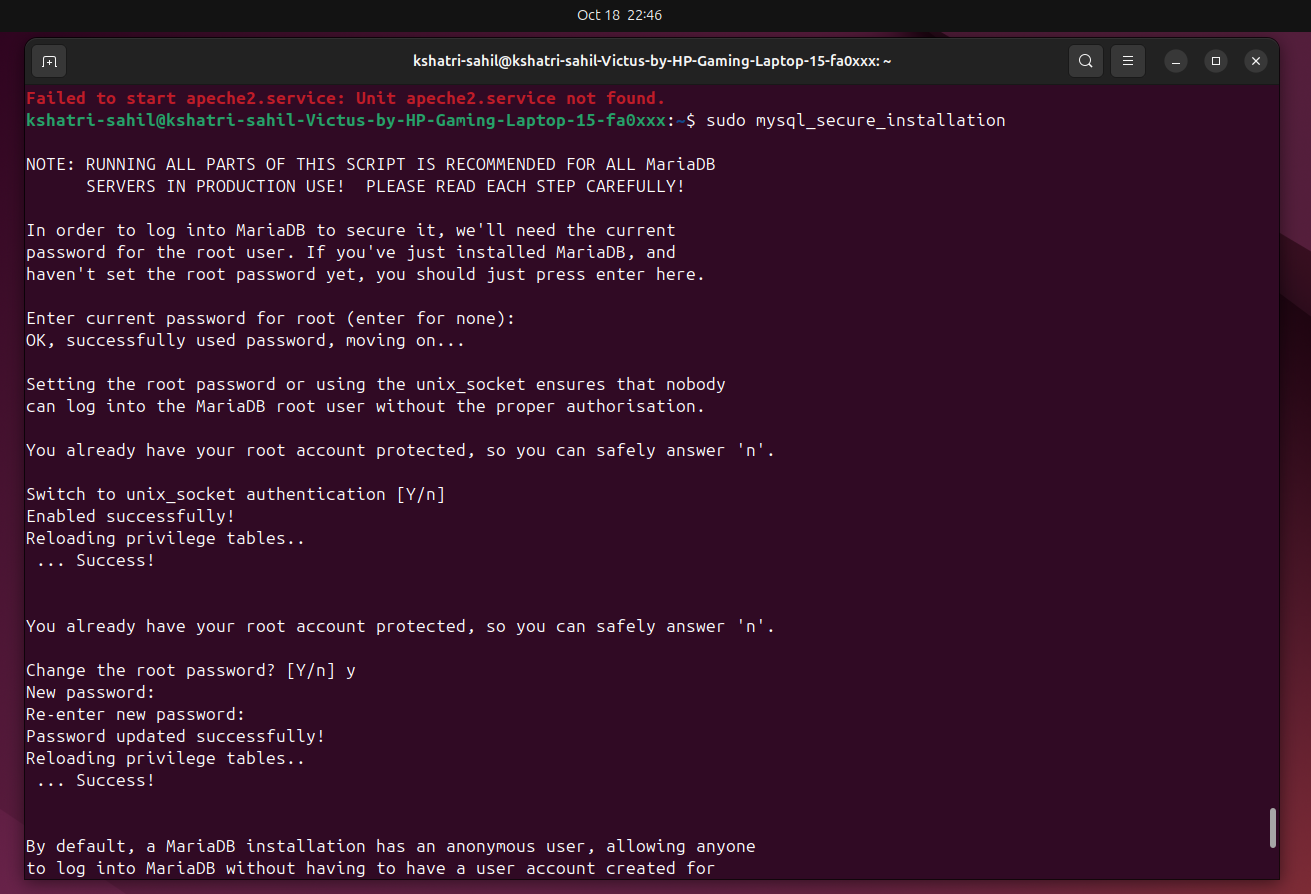 Oct 18 22:46
kshatri-sahil@kshatri-sahil-Victus-by-HP-Gaming-Laptop-15-fa0xxx: ~
Failed to start apeche2.service: Unit apeche2.service not found.
kshatri-sahil@kshatri-sahil-Victus-by-HP-Gaming-Laptop-15-fa0xxx:~$ sudo mysql_secure_installation
NOTE: RUNNING ALL PARTS OF THIS SCRIPT IS RECOMMENDED FOR ALL MariaDB
SERVERS IN PRODUCTION USE!  PLEASE READ EACH STEP CAREFULLY!
In order to log into MariaDB to secure it, we'll need the current
password for the root user. If you've just installed MariaDB, and
haven't set the root password yet, you should just press enter here.
Enter current password for root (enter for none):
OK, successfully used password, moving on...
Setting the root password or using the unix_socket ensures that nobody
can log into the MariaDB root user without the proper authorisation.
You already have your root account protected, so you can safely answer 'n'.
Switch to unix_socket authentication [Y/n]
Enabled successfully!
Reloading privilege tables..
... Success!
You already have your root account protected, so you can safely answer 'n'.
Change the root password? [Y/n] y
New password:
Re-enter new password:
Password updated successfully!
Reloading privilege tables..
... Success!
By default, a MariaDB installation has an anonymous user, allowing anyone
to log into MariaDB without having to have a user account created for